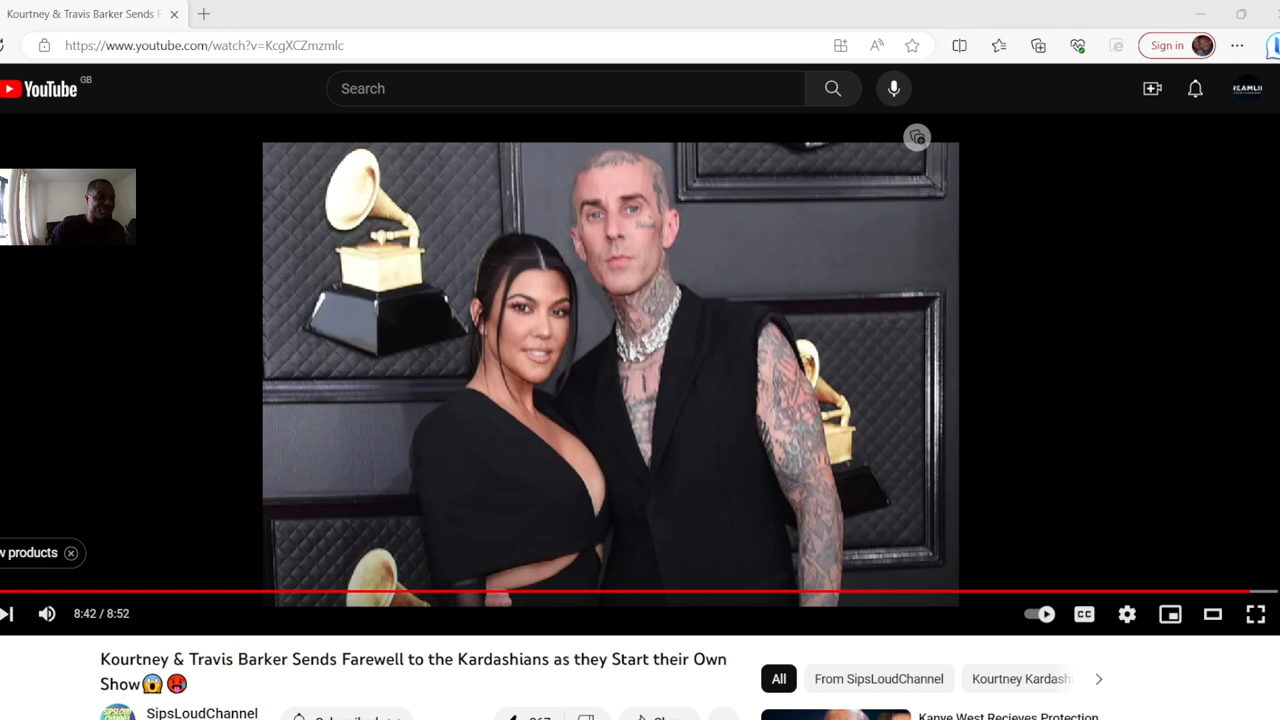 Kourtney & Travis Barker Sends F
https://www.youtube.com/watch?v=KcgXCZmzmlc
Sign in
YouTube GB
Search
w products
8:42 / 8:52
CC
Kourtney & Travis Barker Sends Farewell to the Kardashians as they Start their Own
Show😱🥵
All
From SipsLoudChannel
Kourtney Kardash
SipsLoudChannel
Kanye West Recieves Protection